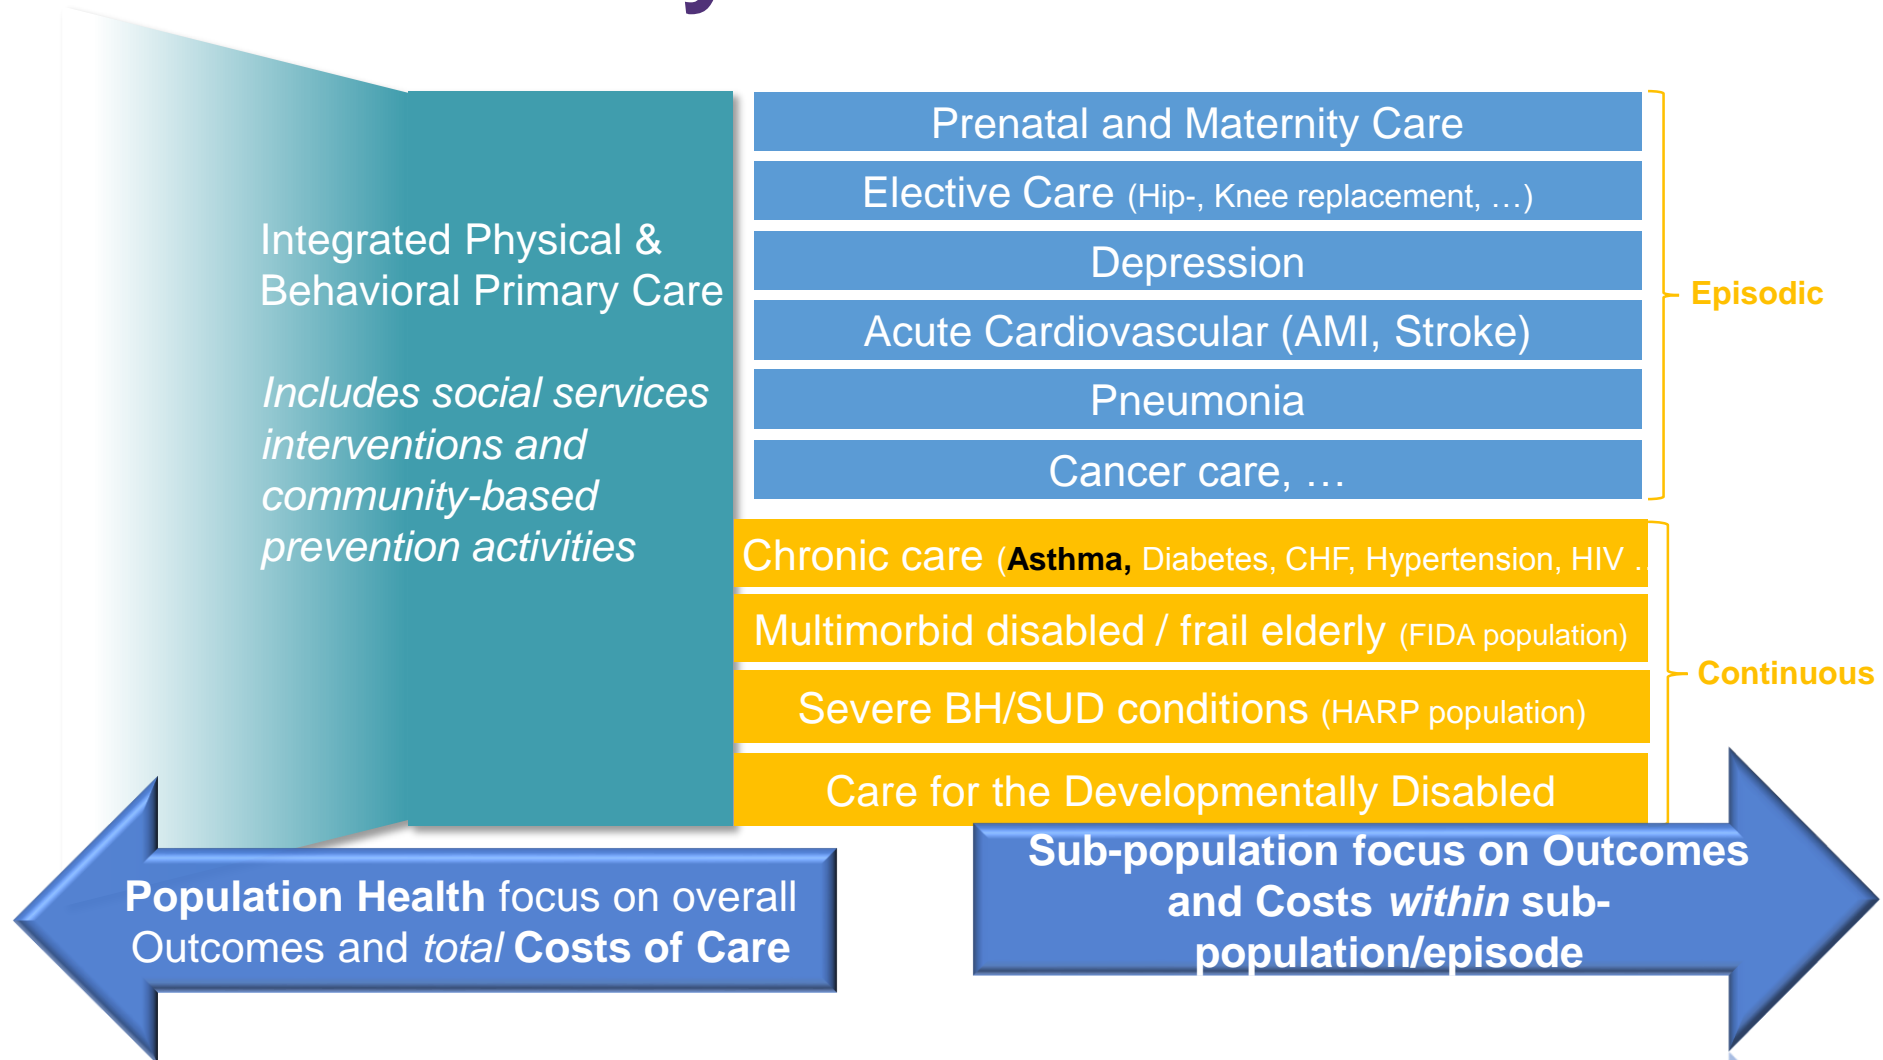 Integrated Physical &
Behavioral Primary Care
Includes social services
interventions and
community-based
prevention activities
Prenatal and Maternity Care
Elective Care (Hip-, Knee replacement, …)
Depression
Acute Cardiovascular (AMI, Stroke)
Pneumonia
Cancer care, …
Episodic
Chronic care (Asthma, Diabetes, CHF, Hypertension, HIV ..
Multimorbid disabled / frail elderly (FIDA population)
Severe BH/SUD conditions (HARP population)
Care for the Developmentally Disabled
Continuous
Population Health focus on overall
Outcomes and total Costs of Care
Sub-population focus on Outcomes
and Costs within sub-
population/episode